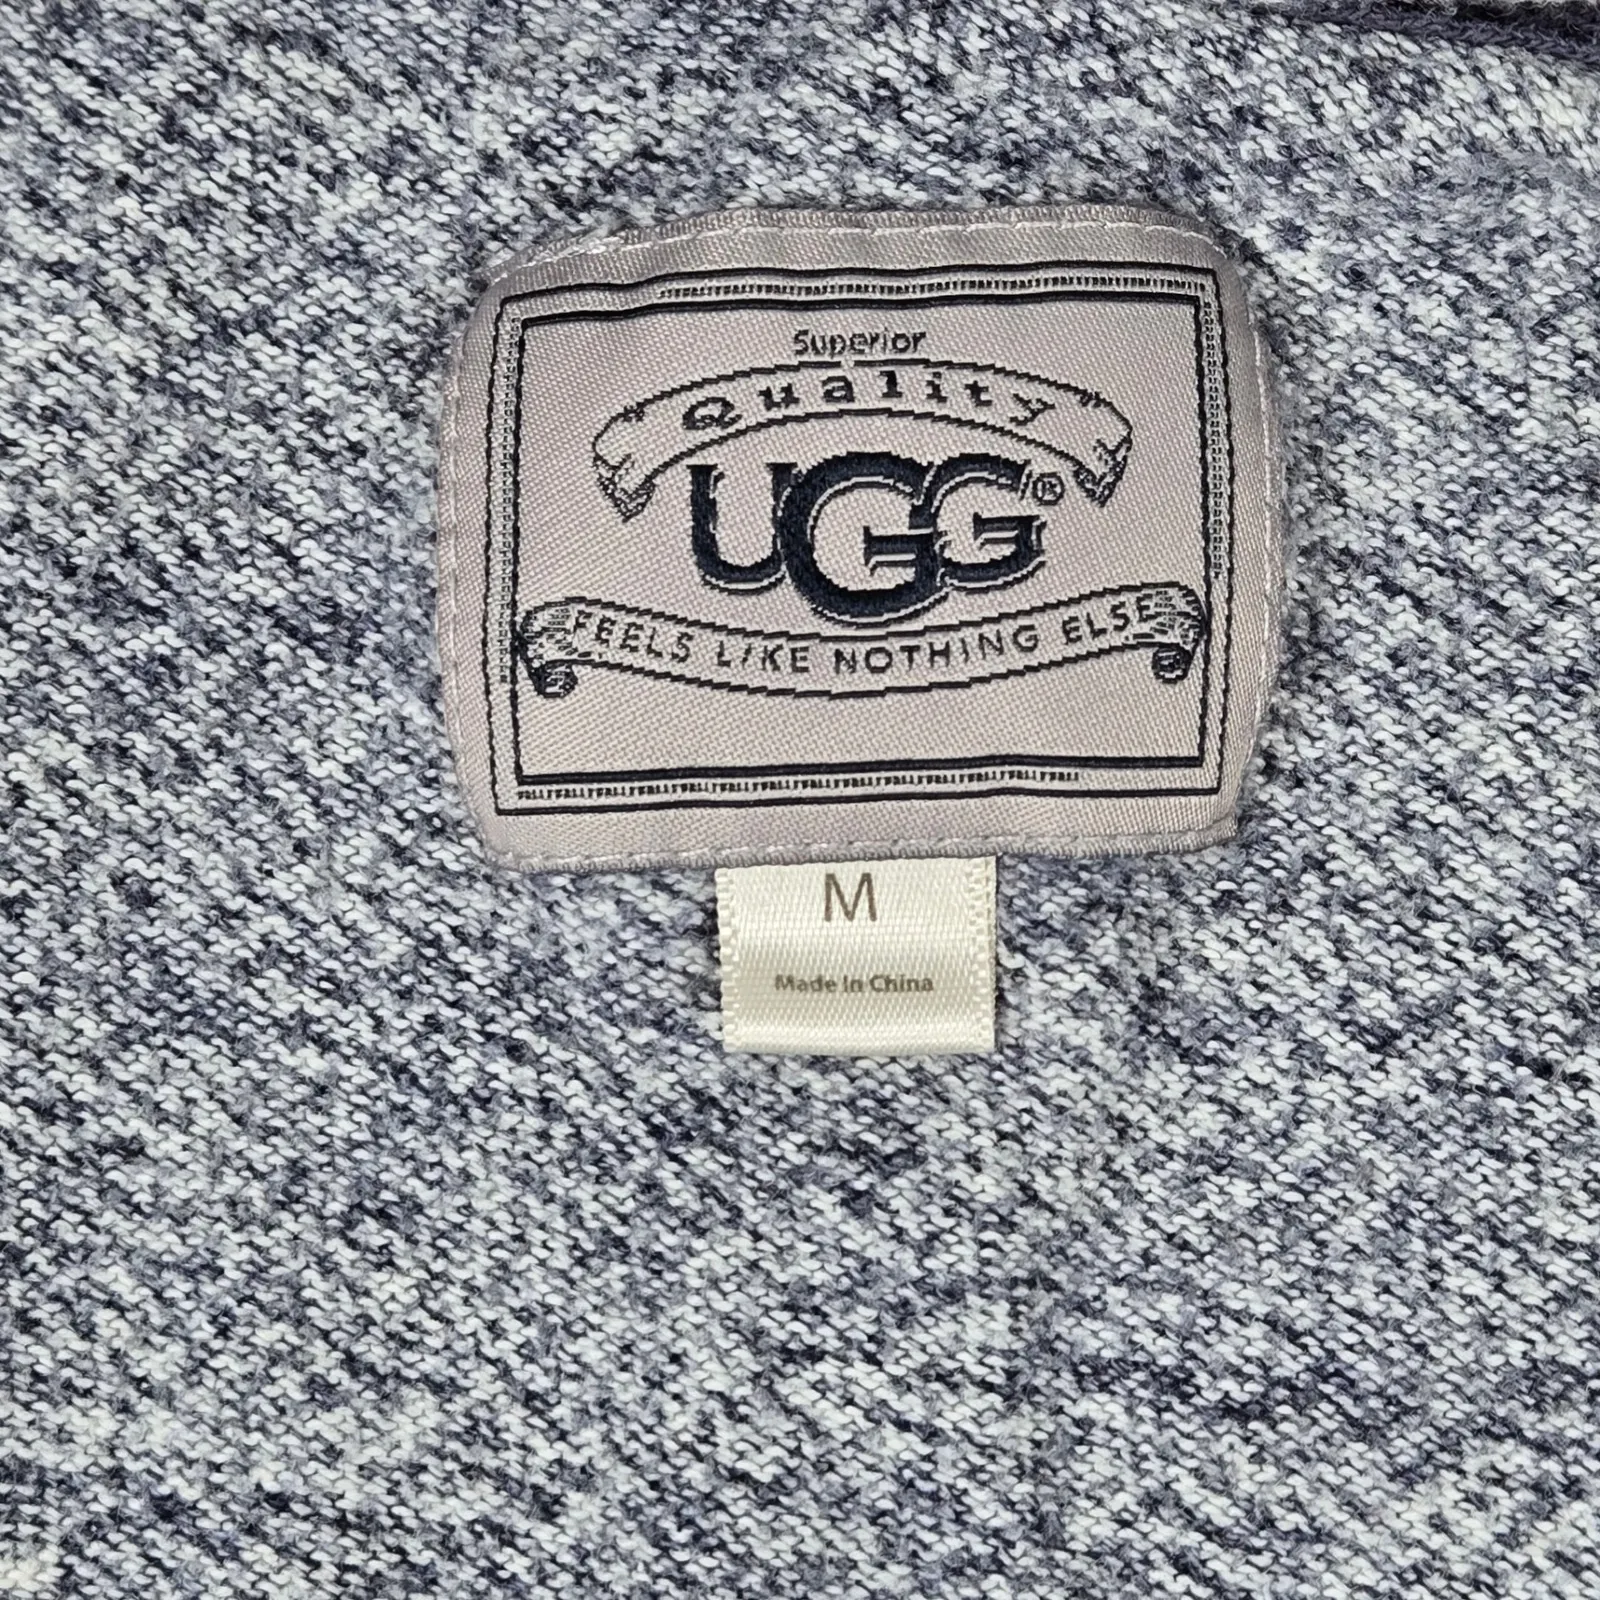 Superior
Quality
UGG®
FEELS LIKE NOTHING ELSE
M
Made in China